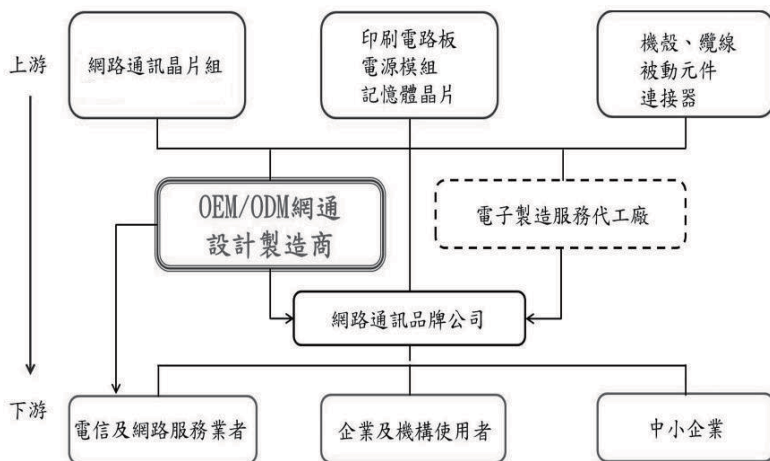 上游
網路通訊晶片組
印刷電路板
電源模組
記憶體晶片
機殼、纜線
被動元件
連接器
OEM/ODM網通
設計製造商
電子製造服務代工廠
網路通訊品牌公司
下游
電信及網路服務業者
企業及機構使用者
中小企業